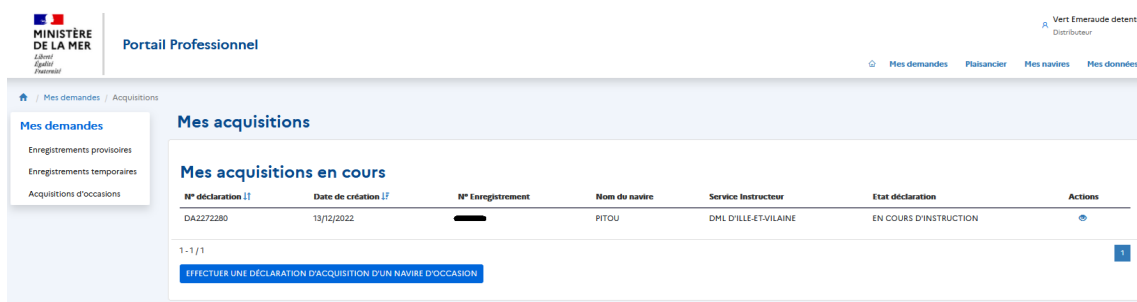 MINISTÈRE
DE LA MER
Liberté
Égalité
Fraternité
Portail Professionnel
Vert Emeraude detent
Distributeur
Mes demandes Plaisancier Mes navires Mes données
/ Mes demandes / Acquisitions
Mes demandes
Enregistrements provisoires
Enregistrements temporaires
Acquisitions d'occasions
Mes acquisitions
Mes acquisitions en cours
N° déclaration Date de création N° Enregistrement Nom du navire Service Instructeur Etat déclaration Actions
DA2272280 13/12/2022 PITOU DML D'ILLE-ET-VILAINE EN COURS D'INSTRUCTION
1 - 1 / 1
1
EFFECTUER UNE DÉCLARATION D'ACQUISITION D'UN NAVIRE D'OCCASION